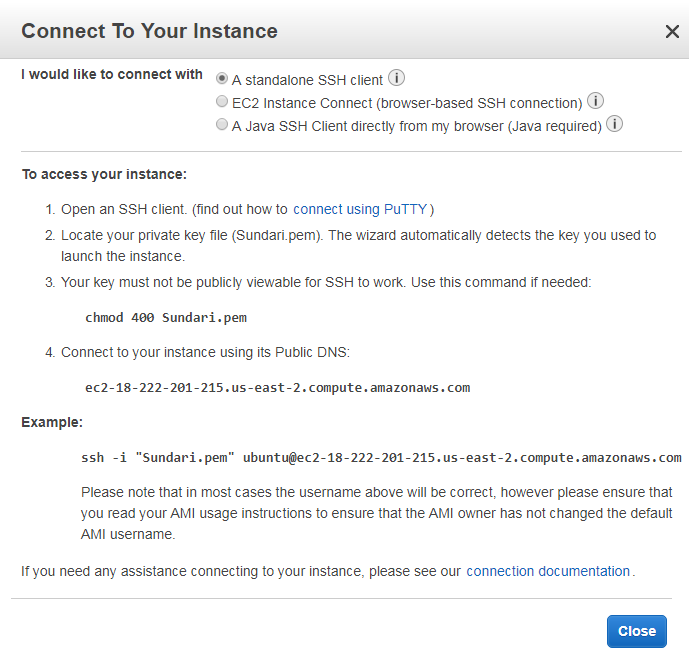 Connect To Your Instance
I would like to connect with
A standalone SSH client
EC2 Instance Connect (browser-based SSH connection)
A Java SSH Client directly from my browser (Java required)
To access your instance:
1. Open an SSH client. (find out how to connect using PuTTY)
2. Locate your private key file (Sundari.pem). The wizard automatically detects the key you used to
launch the instance.
3. Your key must not be publicly viewable for SSH to work. Use this command if needed:
chmod 400 Sundari.pem
4. Connect to your instance using its Public DNS:
ec2-18-222-201-215.us-east-2.compute.amazonaws.com
Example:
ssh -i "Sundari.pem" ubuntu@ec2-18-222-201-215.us-east-2.compute.amazonaws.com
Please note that in most cases the username above will be correct, however please ensure that
you read your AMI usage instructions to ensure that the AMI owner has not changed the default
AMI username.
If you need any assistance connecting to your instance, please see our connection documentation.
Close